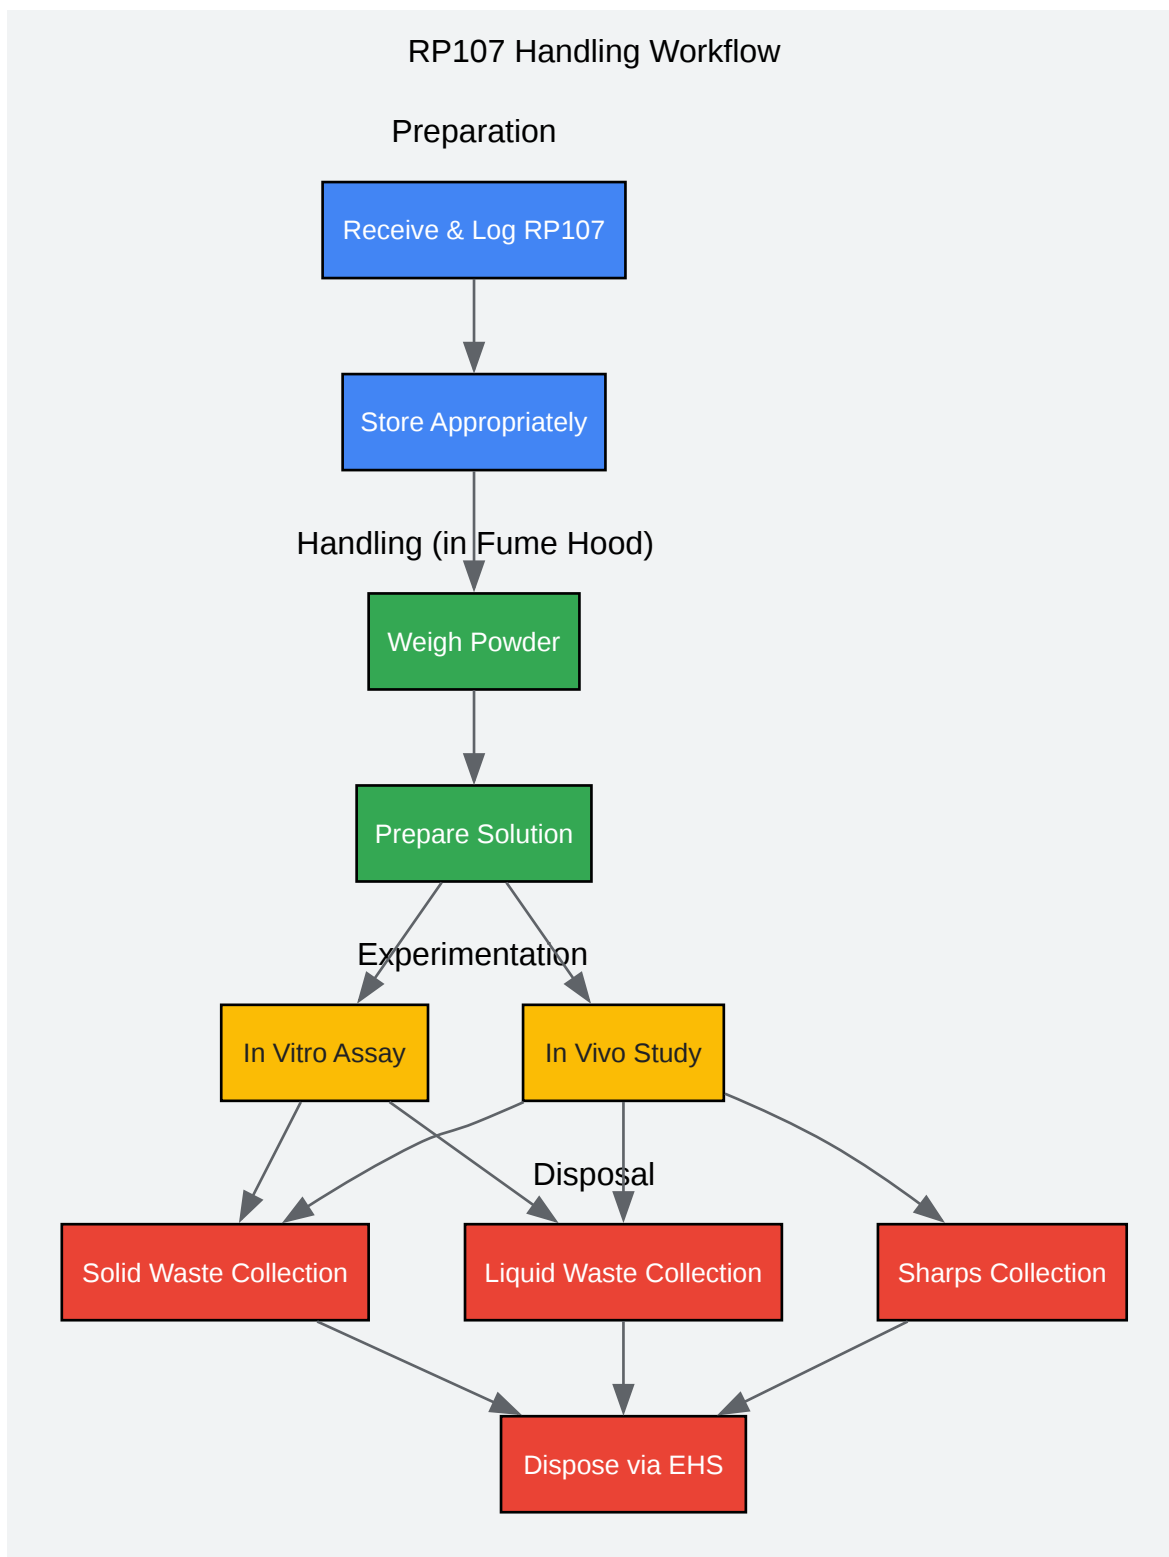 RP107 Handling Workflow
Preparation
Receive & Log RP107
Store Appropriately
Handling (in Fume Hood)
Weigh Powder
Prepare Solution
Experimentation
In Vitro Assay
In Vivo Study
Disposal
Solid Waste Collection
Liquid Waste Collection
Sharps Collection
Dispose via EHS